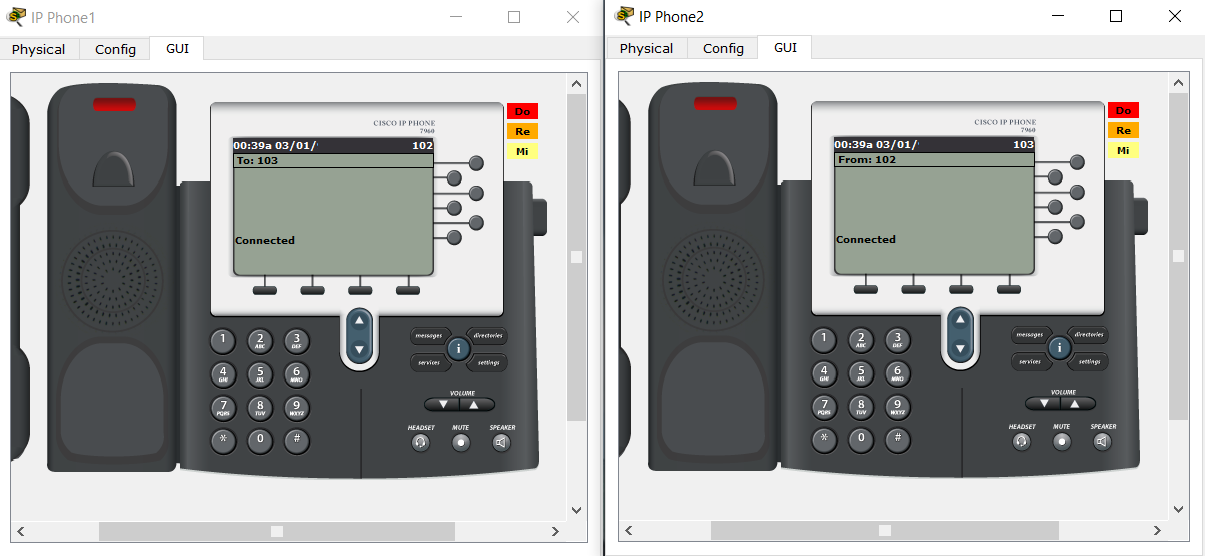 IP Phone1
Physical Config GUI
CISCO IP PHONE
7960
00:39a 03/01/ 102
To: 103
Connected
Do
Re
Mi
1 2 ABC 3 DEF
4 GHI 5 JKL 6 MNO
7 PQRS 8 TUV 9 WXYZ
* 0 #
messages directories
i
services settings
VOLUME
HEADSET MUTE SPEAKER
IP Phone2
Physical Config GUI
CISCO IP PHONE
7960
00:39a 03/01/ 103
From: 102
Connected
Do
Re
Mi
1 2 ABC 3 DEF
4 GHI 5 JKL 6 MNO
7 PQRS 8 TUV 9 WXYZ
* 0 #
messages directories
i
services settings
VOLUME
HEADSET MUTE SPEAKER